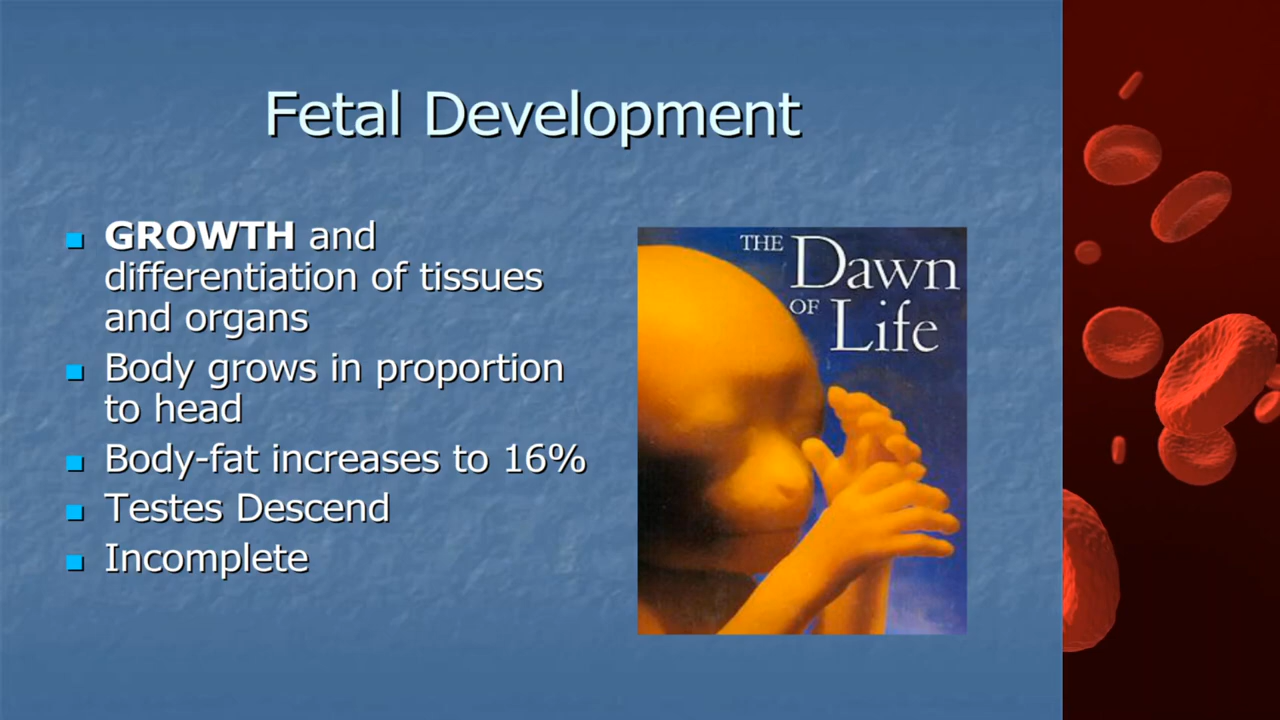 Fetal Development
■ GROWTH and
differentiation of tissues
and organs
■ Body grows in proportion
to head
■ Body-fat increases to 16%
■ Testes Descend
■ Incomplete
THE Dawn
OF Life